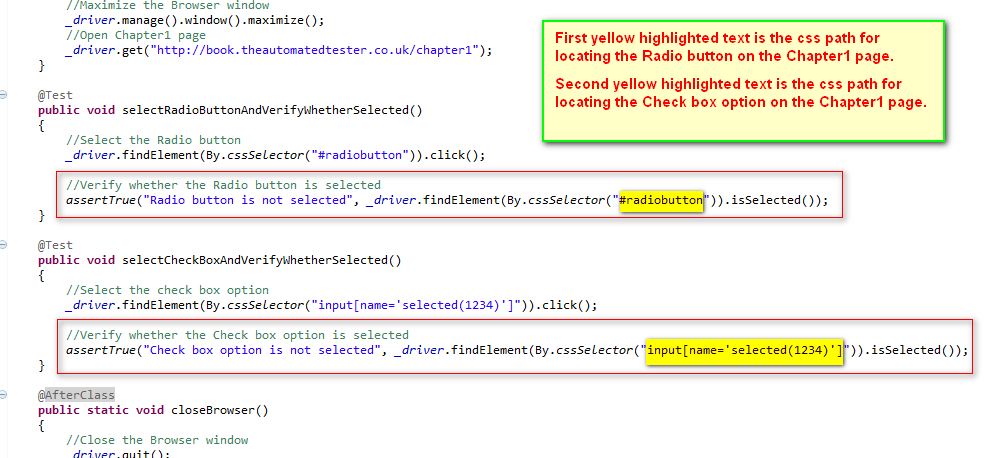 //Maximize the Browser window
_driver.manage().window().maximize();
//Open Chapter1 page
_driver.get("http://book.theautomatedtester.co.uk/chapter1");
}
First yellow highlighted text is the css path for
locating the Radio button on the Chapter1 page.
Second yellow highlighted text is the css path for
locating the Check box option on the Chapter1 page.
@Test
public void selectRadioButtonAndVerifyWhetherSelected()
{
//Select the Radio button
_driver.findElement(By.cssSelector("#radiobutton")).click();
//Verify whether the Radio button is selected
assertTrue("Radio button is not selected", _driver.findElement(By.cssSelector("#radiobutton")).isSelected());
}
@Test
public void selectCheckBoxAndVerifyWhetherSelected()
{
//Select the check box option
_driver.findElement(By.cssSelector("input[name='selected(1234)']")).click();
//Verify whether the Check box option is selected
assertTrue("Check box option is not selected", _driver.findElement(By.cssSelector("input[name='selected(1234)']")).isSelected());
}
@AfterClass
public static void closeBrowser()
{
//Close the Browser window
_driver.quit();